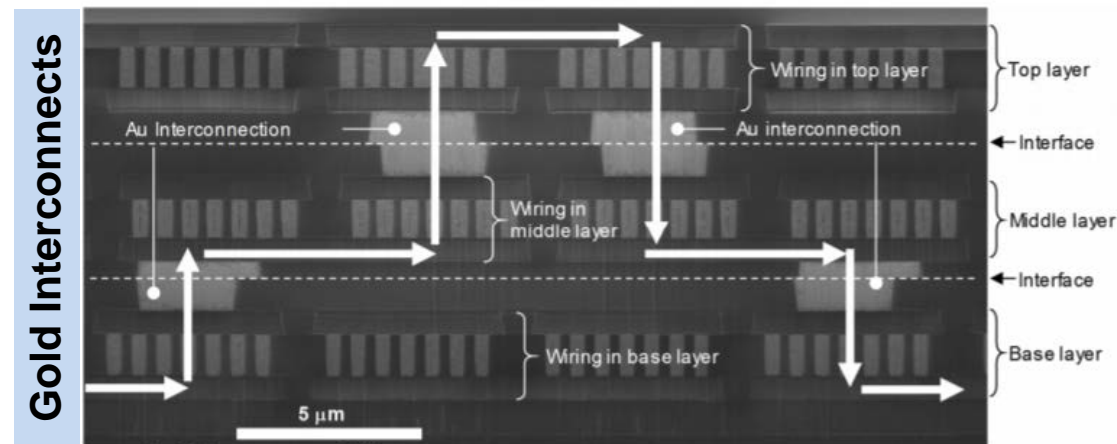 Gold Interconnects
Wiring in top layer
Top layer
Au Interconnection
Au interconnection
Interface
Wiring in
middle layer
Middle layer
Interface
Wiring in base layer
Base layer
5 μm